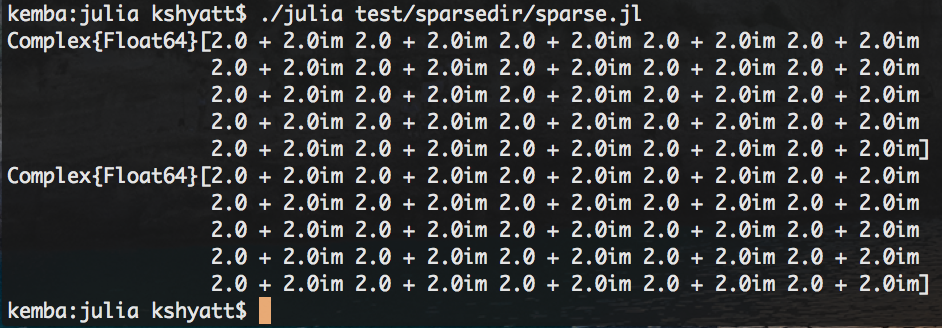 kemba:julia kshyatt$ ./julia test/sparsedir/sparse.jl
Complex{Float64}[2.0 + 2.0im 2.0 + 2.0im 2.0 + 2.0im 2.0 + 2.0im 2.0 + 2.0im
                 2.0 + 2.0im 2.0 + 2.0im 2.0 + 2.0im 2.0 + 2.0im 2.0 + 2.0im
                 2.0 + 2.0im 2.0 + 2.0im 2.0 + 2.0im 2.0 + 2.0im 2.0 + 2.0im
                 2.0 + 2.0im 2.0 + 2.0im 2.0 + 2.0im 2.0 + 2.0im 2.0 + 2.0im
                 2.0 + 2.0im 2.0 + 2.0im 2.0 + 2.0im 2.0 + 2.0im 2.0 + 2.0im]
Complex{Float64}[2.0 + 2.0im 2.0 + 2.0im 2.0 + 2.0im 2.0 + 2.0im 2.0 + 2.0im
                 2.0 + 2.0im 2.0 + 2.0im 2.0 + 2.0im 2.0 + 2.0im 2.0 + 2.0im
                 2.0 + 2.0im 2.0 + 2.0im 2.0 + 2.0im 2.0 + 2.0im 2.0 + 2.0im
                 2.0 + 2.0im 2.0 + 2.0im 2.0 + 2.0im 2.0 + 2.0im 2.0 + 2.0im
                 2.0 + 2.0im 2.0 + 2.0im 2.0 + 2.0im 2.0 + 2.0im 2.0 + 2.0im]
kemba:julia kshyatt$